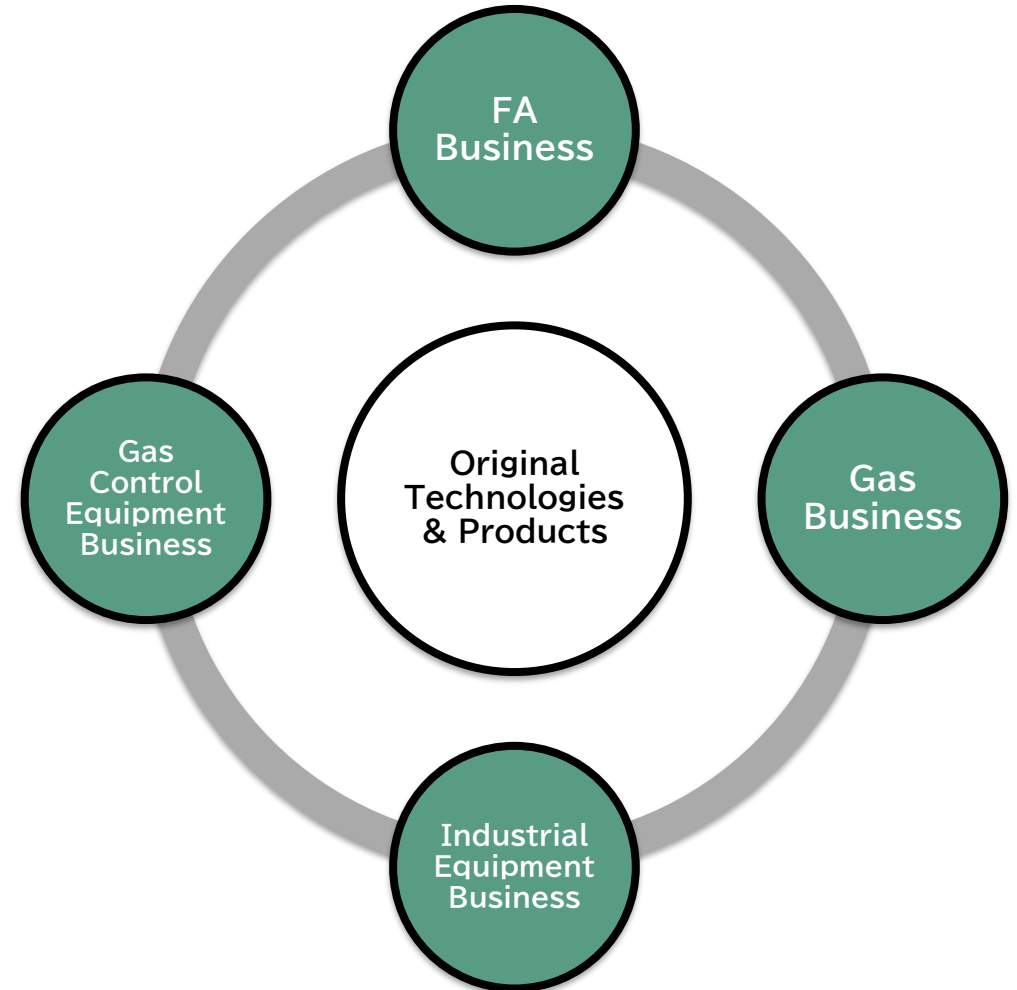 FA
Business
Gas
Control
Equipment
Business
Original
Technologies
& Products
Gas
Business
Industrial
Equipment
Business